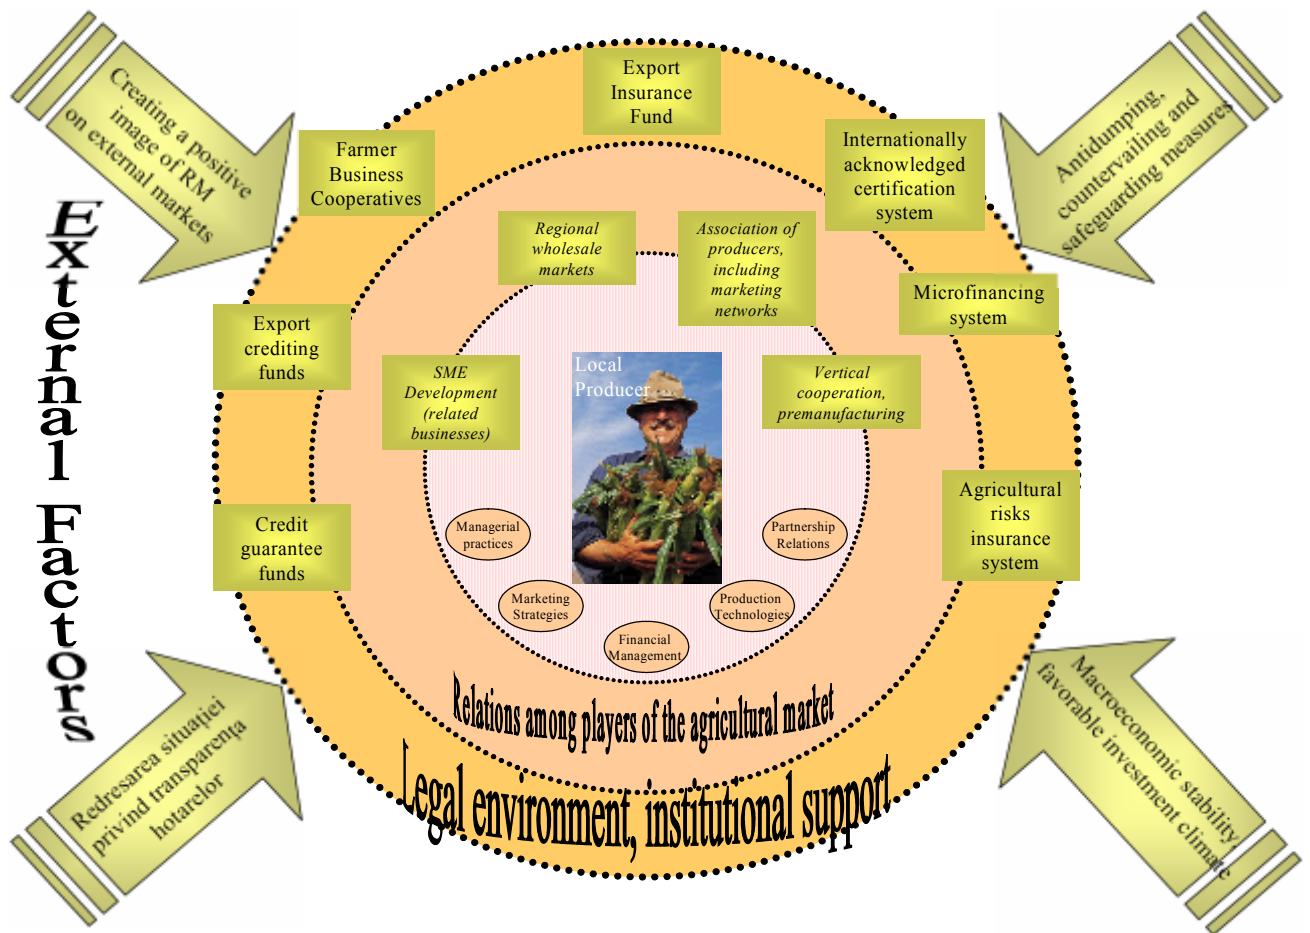 Creating a positive
image of RM
on external markets
Antidumping,
countervailing and
safeguarding measures
External Factors
Export
Insurance
Fund
Farmer
Business
Cooperatives
Internationally
acknowledged
certification
system
Regional
wholesale
markets
Association of
producers,
including
marketing
networks
Microfinancing
system
Export
crediting
funds
SME
Development
(related
businesses)
Local
Producer
Vertical
cooperation,
premanufacturing
Credit
guarantee
funds
Agricultural
risks
insurance
system
Managerial
practices
Partnership
Relations
Marketing
Strategies
Production
Technologies
Financial
Management
Relations among players of the agricultural market
Legal environment, institutional support
Redresarea situației
privind transparența
hotarelor
Macroeconomic stability,
favorable investment climate